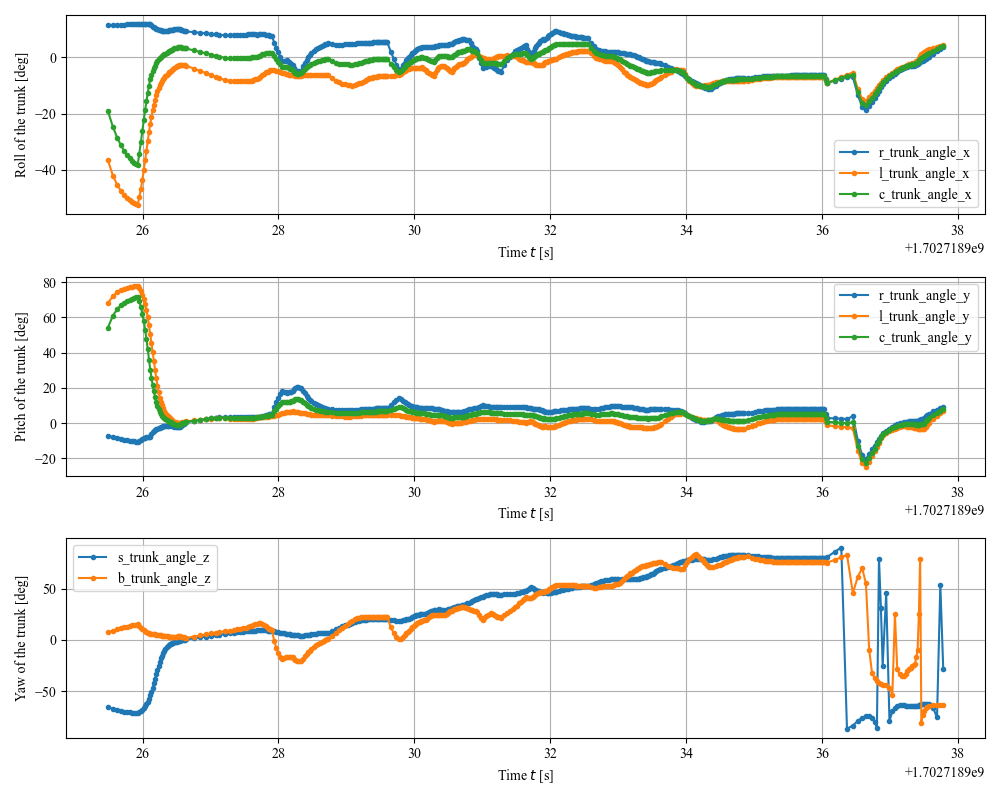 Roll of the trunk [deg]
0
−20
−40
r_trunk_angle_x
l_trunk_angle_x
c_trunk_angle_x
26 28 30 32 34 36 38
Time t [s]
+1.7027189e9
Pitch of the trunk [deg]
80
60
40
20
0
−20
r_trunk_angle_y
l_trunk_angle_y
c_trunk_angle_y
26 28 30 32 34 36 38
Time t [s]
+1.7027189e9
Yaw of the trunk [deg]
50
0
−50
s_trunk_angle_z
b_trunk_angle_z
26 28 30 32 34 36 38
Time t [s]
+1.7027189e9